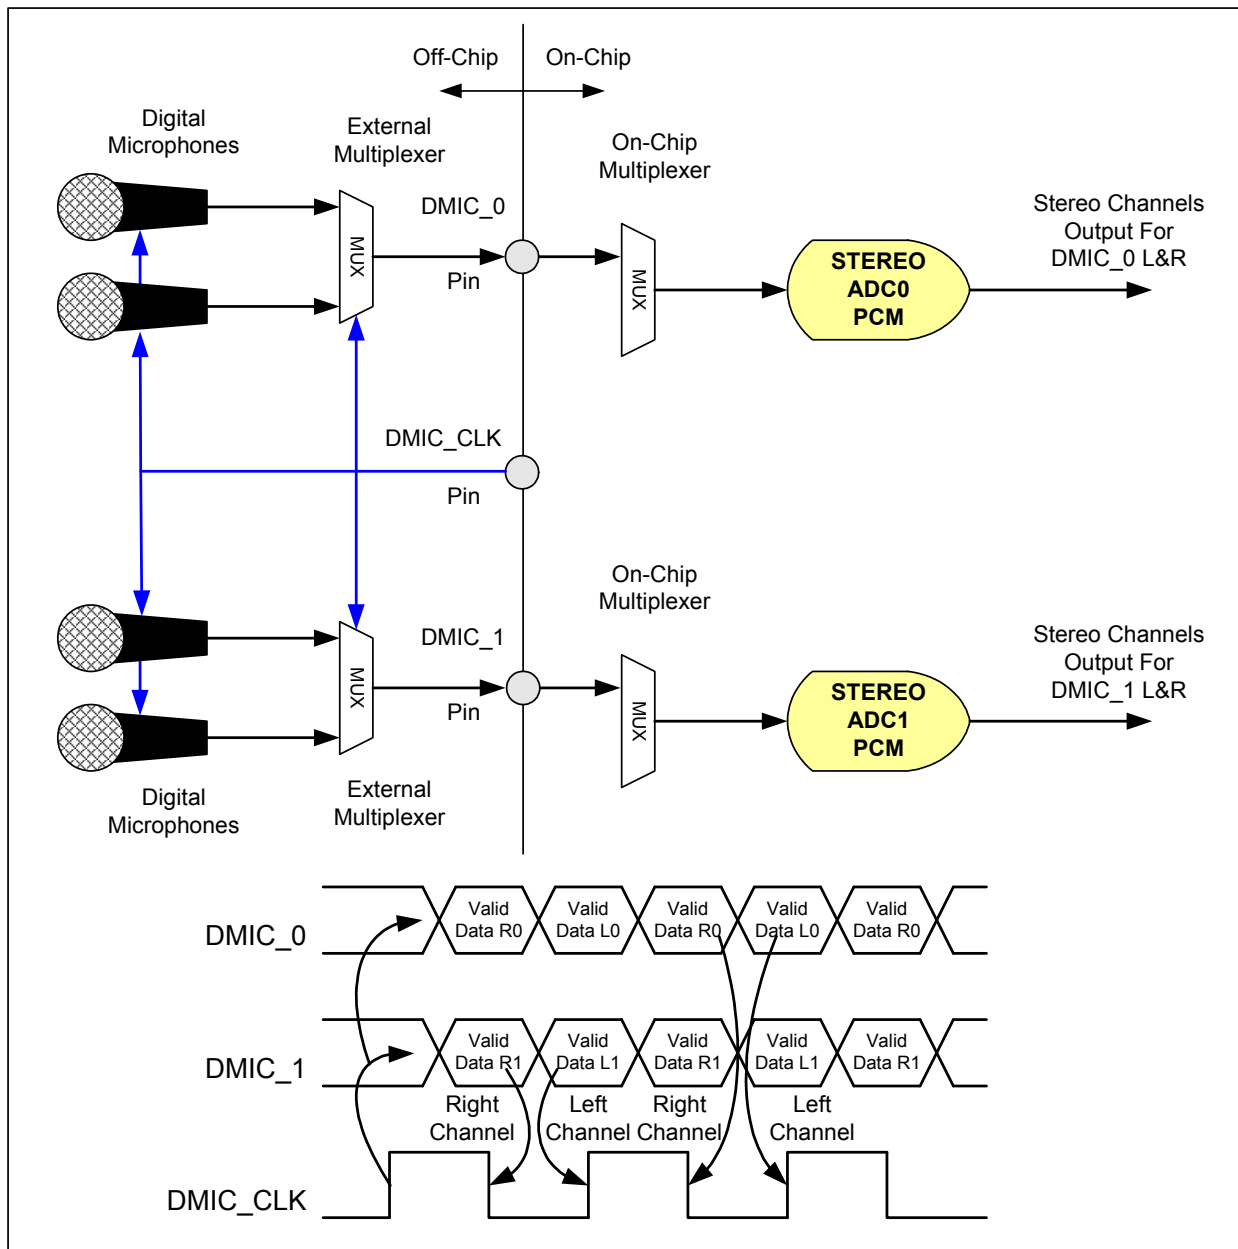 Off-Chip
On-Chip
Digital
Microphones
External
Multiplexer
On-Chip
Multiplexer
DMIC_0
Pin
MUX
MUX
STEREO
ADC0
PCM
Stereo Channels
Output For
DMIC_0 L&R
DMIC_CLK
Pin
On-Chip
Multiplexer
DMIC_1
Pin
MUX
MUX
STEREO
ADC1
PCM
Stereo Channels
Output For
DMIC_1 L&R
Digital
Microphones
External
Multiplexer
DMIC_0
Valid
Data R0
Valid
Data L0
Valid
Data R0
Valid
Data L0
Valid
Data R0
DMIC_1
Valid
Data R1
Valid
Data L1
Valid
Data R1
Valid
Data L1
Valid
Data R1
Right
Channel
Left
Channel
Right
Channel
Left
Channel
DMIC_CLK